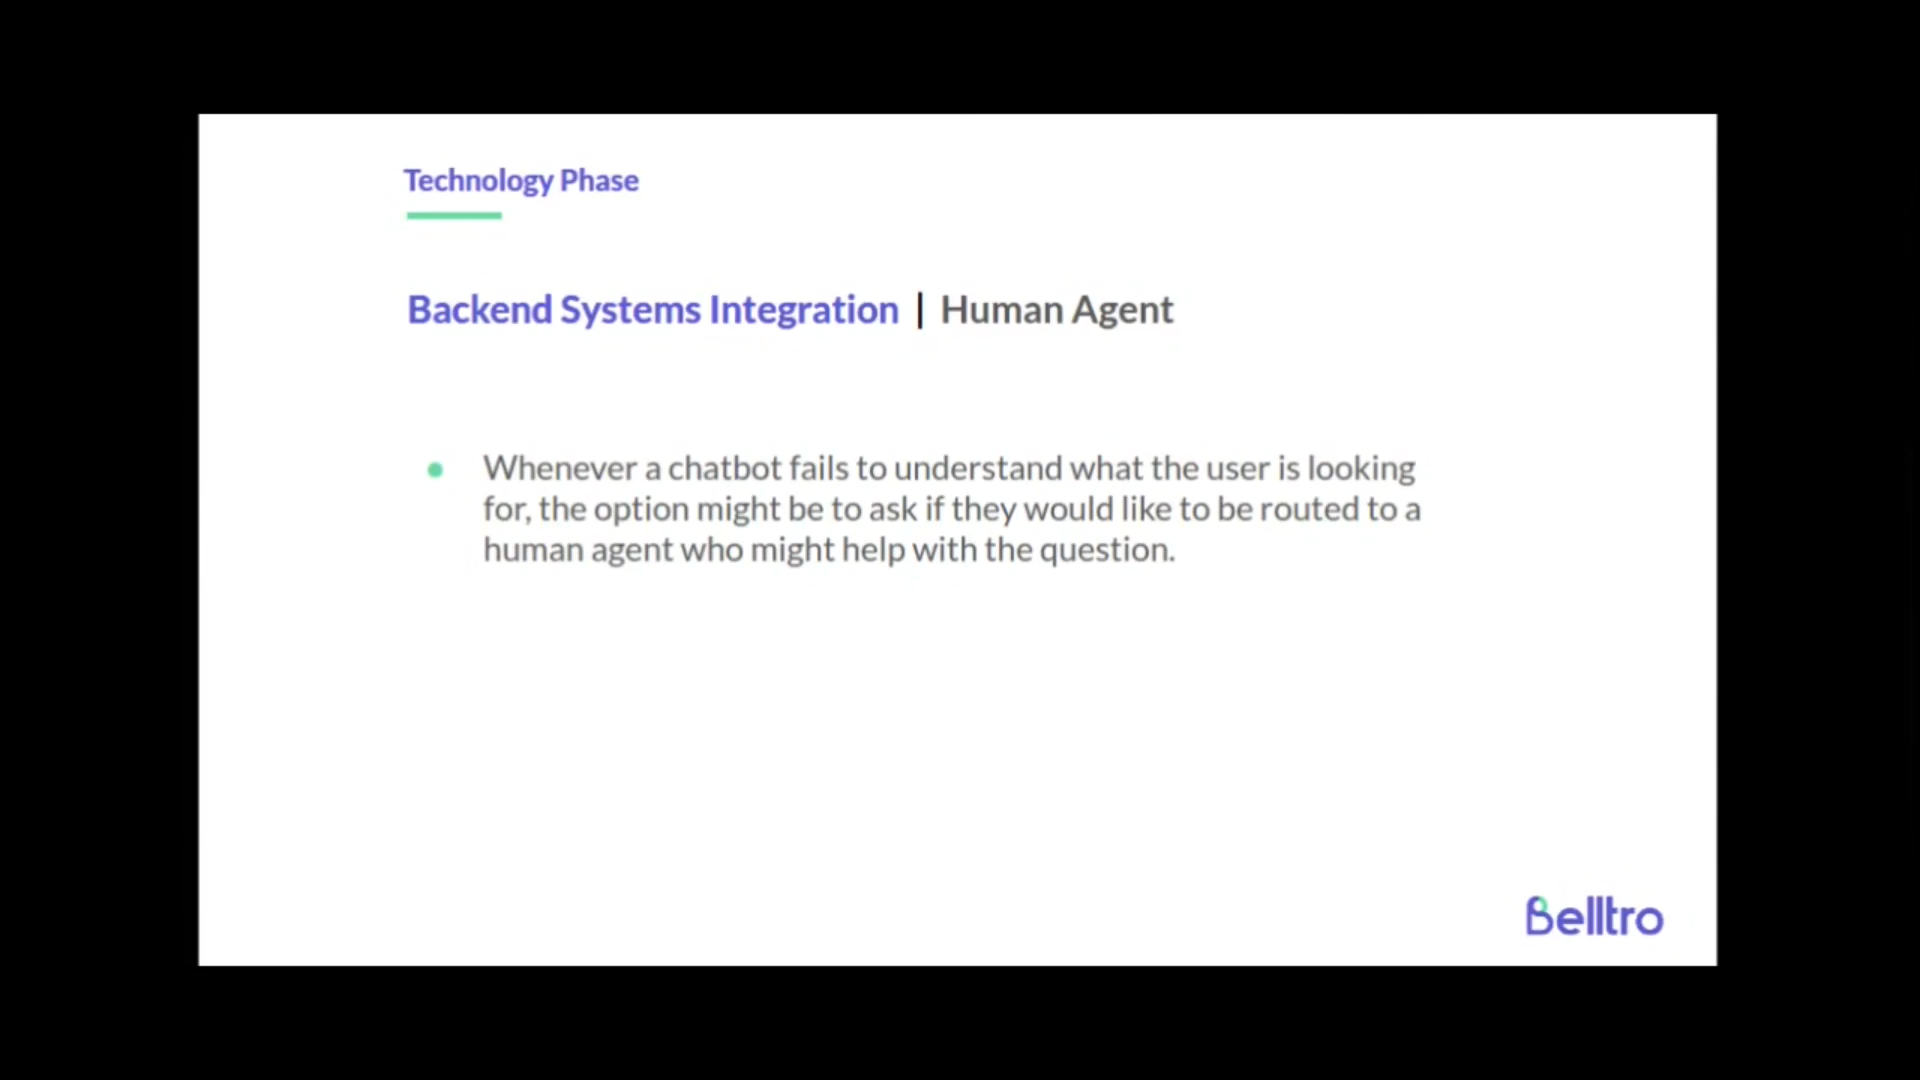 Technology Phase
Backend Systems Integration | Human Agent
Whenever a chatbot fails to understand what the user is looking
for, the option might be to ask if they would like to be routed to a
human agent who might help with the question.
Belltro